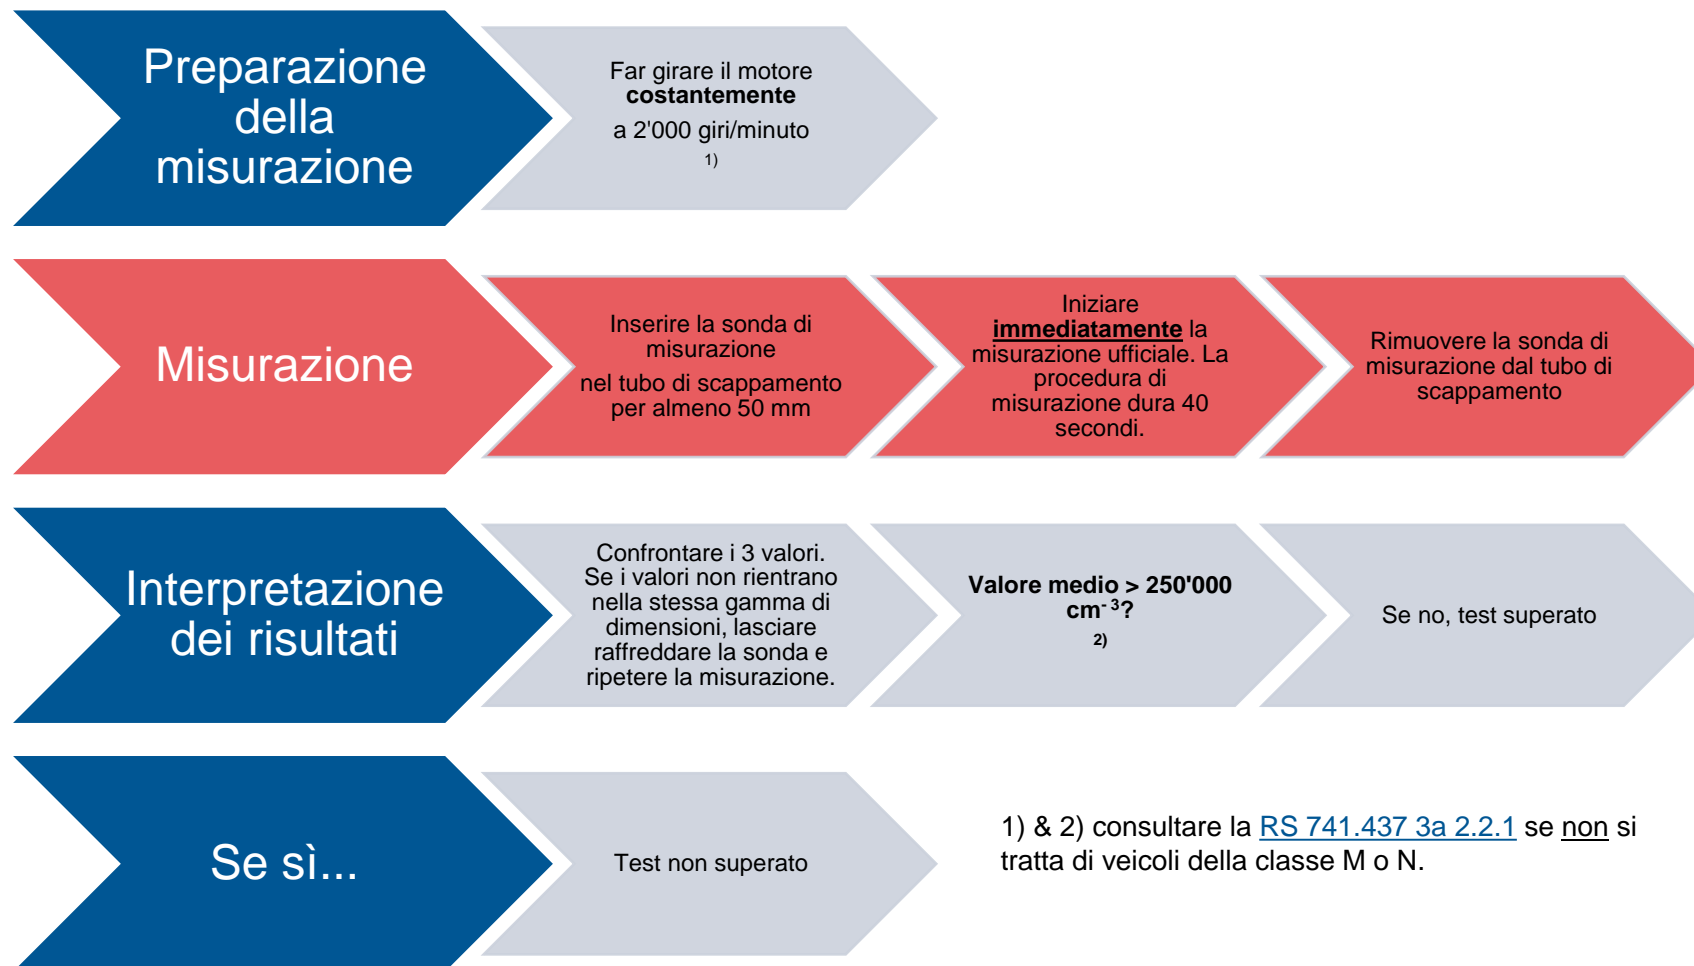 Preparazione
della
misurazione
Far girare il motore
costantemente
a 2'000 giri/minuto
1)
Misurazione
Inserire la sonda di
misurazione
nel tubo di scappamento
per almeno 50 mm
Iniziare
immediatamente la
misurazione ufficiale. La
procedura di
misurazione dura 40
secondi.
Rimuovere la sonda di
misurazione dal tubo di
scappamento
Interpretazione
dei risultati
Confrontare i 3 valori.
Se i valori non rientrano
nella stessa gamma di
dimensioni, lasciare
raffreddare la sonda e
ripetere la misurazione.
Valore medio > 250'000
cm⁻ ³?
2)
Se no, test superato
Se sì...
Test non superato
1) & 2) consultare la RS 741.437 3a 2.2.1 se non si
tratta di veicoli della classe M o N.